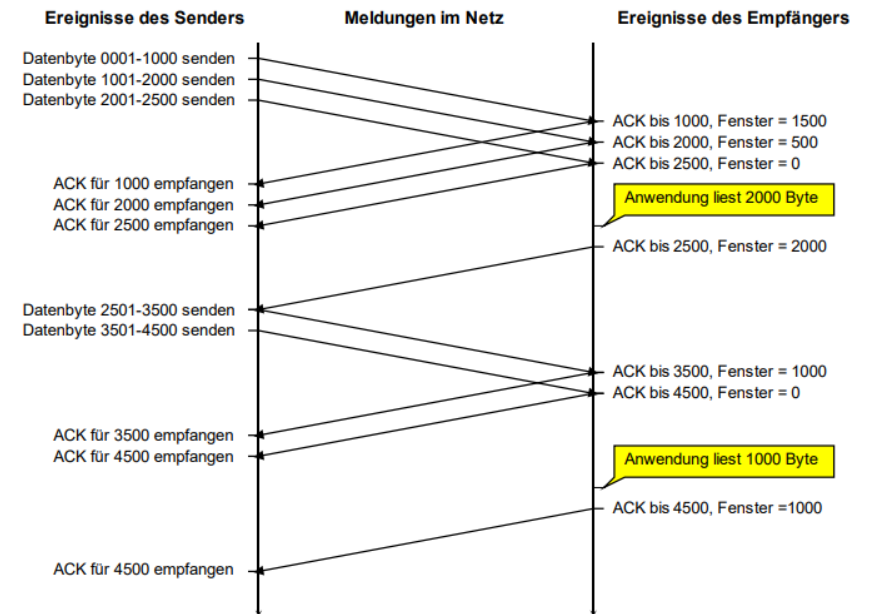 Ereignisse des Senders
Meldungen im Netz
Ereignisse des Empfängers
Datenbyte 0001-1000 senden
Datenbyte 1001-2000 senden
Datenbyte 2001-2500 senden
ACK bis 1000, Fenster = 1500
ACK bis 2000, Fenster = 500
ACK bis 2500, Fenster = 0
ACK für 1000 empfangen
ACK für 2000 empfangen
ACK für 2500 empfangen
Anwendung liest 2000 Byte
ACK bis 2500, Fenster = 2000
Datenbyte 2501-3500 senden
Datenbyte 3501-4500 senden
ACK bis 3500, Fenster = 1000
ACK bis 4500, Fenster = 0
ACK für 3500 empfangen
ACK für 4500 empfangen
Anwendung liest 1000 Byte
ACK bis 4500, Fenster =1000
ACK für 4500 empfangen